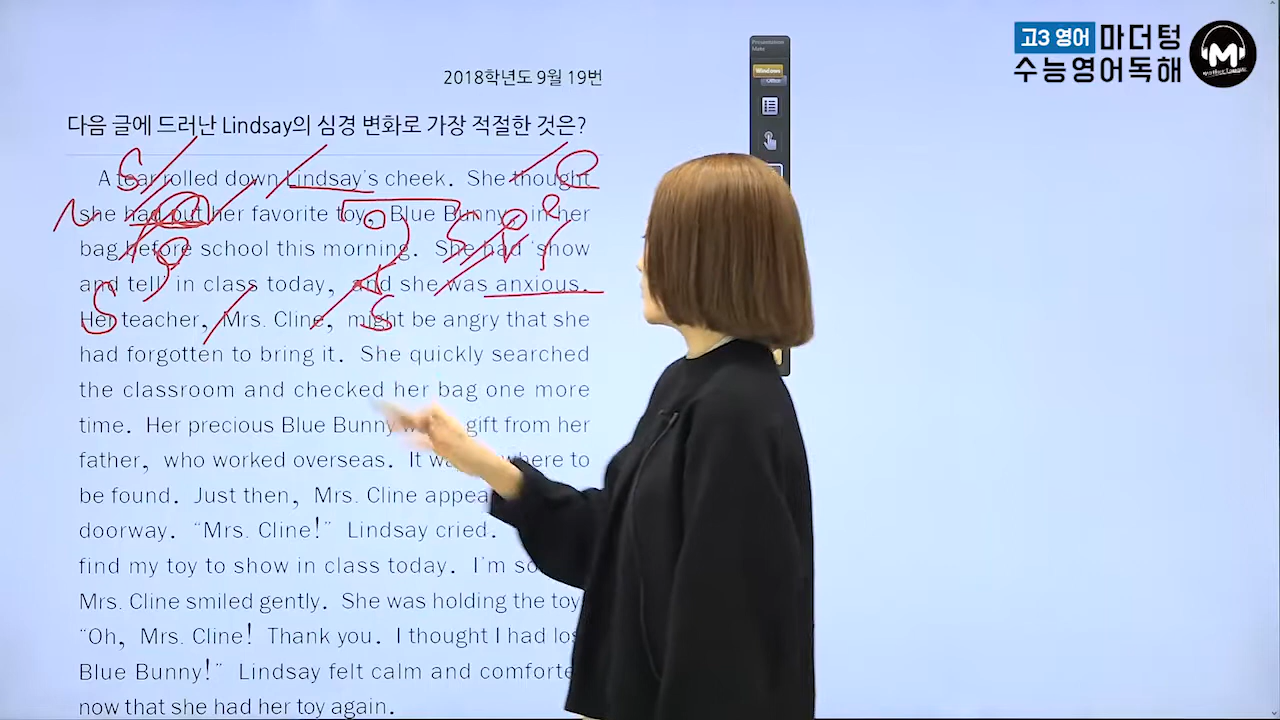 고3 영어 마더텅
수능영어독해
M
Mother Tongue
Presentation
Mate
Windows
Office
2018학년도 9월 19번
다음 글에 드러난 Lindsay의 심경 변화로 가장 적절한 것은?
A tear rolled down Lindsay's cheek. She thought
she had put her favorite toy, Blue Bunny, in her
bag before school this morning. She had 'show
and tell' in class today, and she was anxious.
Her teacher, Mrs. Cline, might be angry that she
had forgotten to bring it. She quickly searched
the classroom and checked her bag one more
time. Her precious Blue Bunny gift from her
father, who worked overseas. It to
be found. Just then, Mrs. Cline
doorway. "Mrs. Cline!" Lindsay cried.
find my toy to show in class today. I'm
Mrs. Cline smiled gently. She was holding the toy
"Oh, Mrs. Cline! Thank you. I thought I had
Blue Bunny!" Lindsay felt calm and
now that she had her toy again.